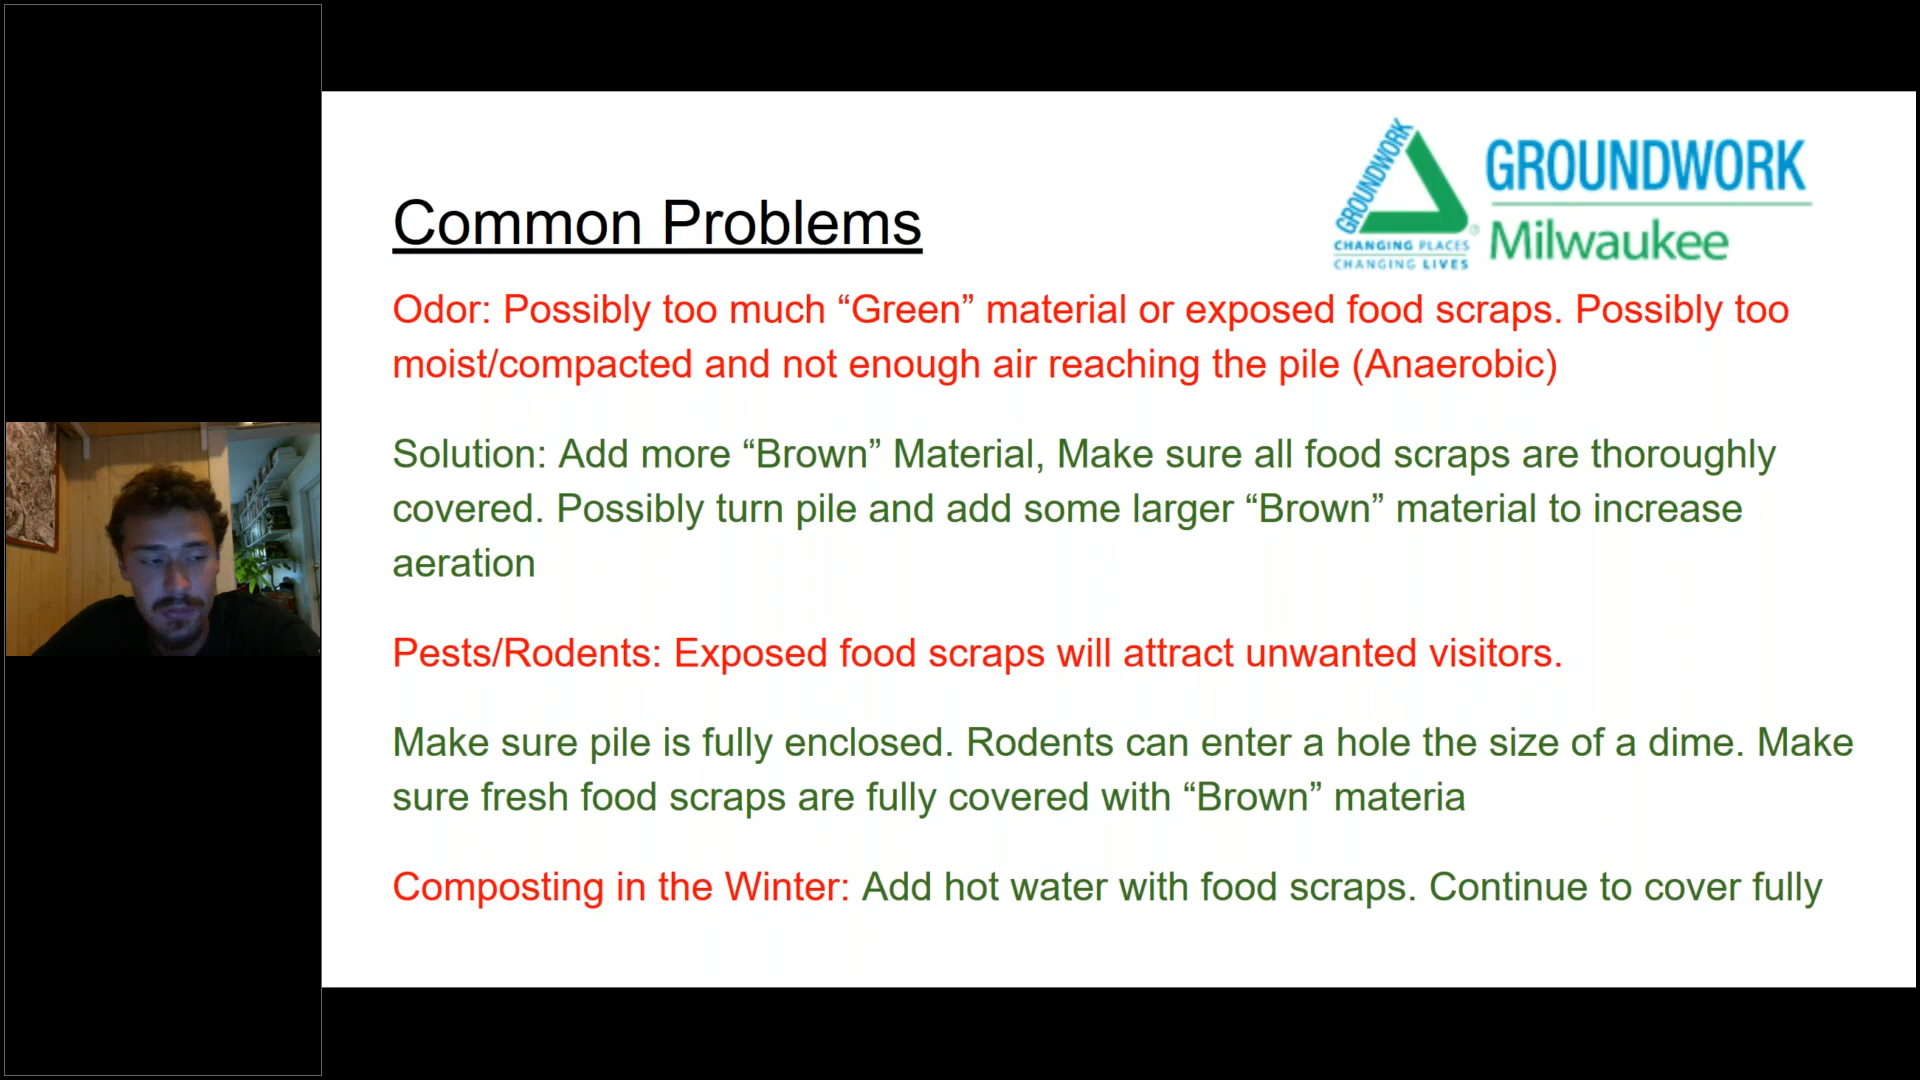 GROUNDWORK
CHANGING PLACES
CHANGING LIVES
®
GROUNDWORK
Milwaukee
Common Problems
Odor: Possibly too much “Green” material or exposed food scraps. Possibly too
moist/compacted and not enough air reaching the pile (Anaerobic)
Solution: Add more “Brown” Material, Make sure all food scraps are thoroughly
covered. Possibly turn pile and add some larger “Brown” material to increase
aeration
Pests/Rodents: Exposed food scraps will attract unwanted visitors.
Make sure pile is fully enclosed. Rodents can enter a hole the size of a dime. Make
sure fresh food scraps are fully covered with “Brown” materia
Composting in the Winter: Add hot water with food scraps. Continue to cover fully